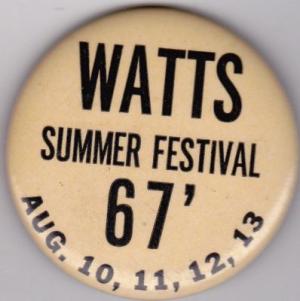 WATTS
SUMMER FESTIVAL
67'
AUG. 10, 11, 12, 13